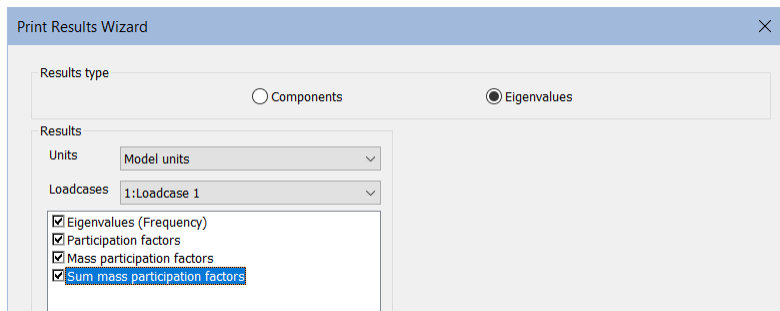 Print Results Wizard
Results type
Components
Eigenvalues
Results
Units
Model units
Loadcases
1:Loadcase 1
Eigenvalues (Frequency)
Participation factors
Mass participation factors
Sum mass participation factors